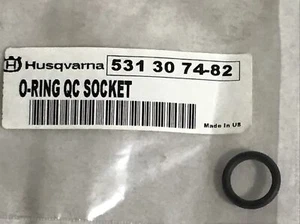 Husqvarna 531 30 74-82
O-RING QC SOCKET
Made In US